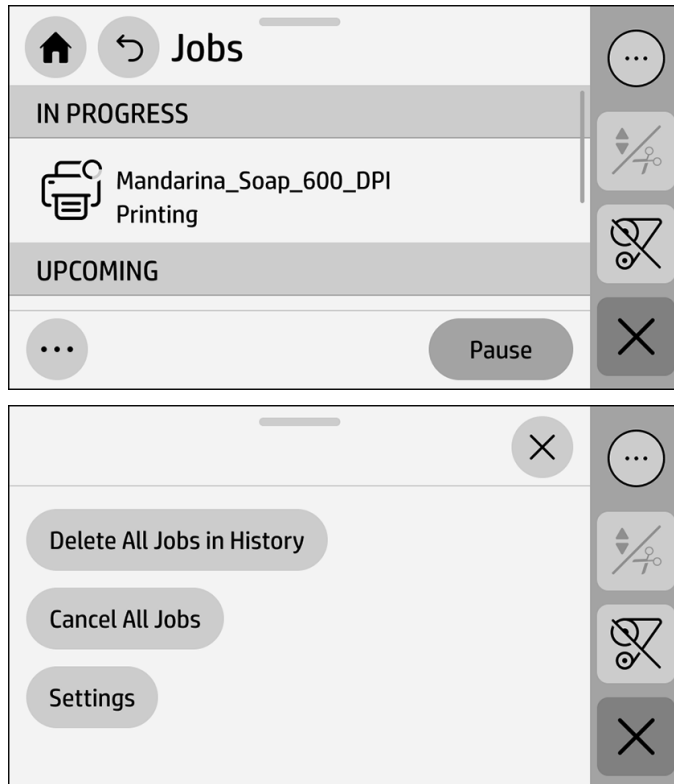 Jobs
IN PROGRESS
Mandarina_Soap_600_DPI
Printing
UPCOMING
Pause
Delete All Jobs in History
Cancel All Jobs
Settings